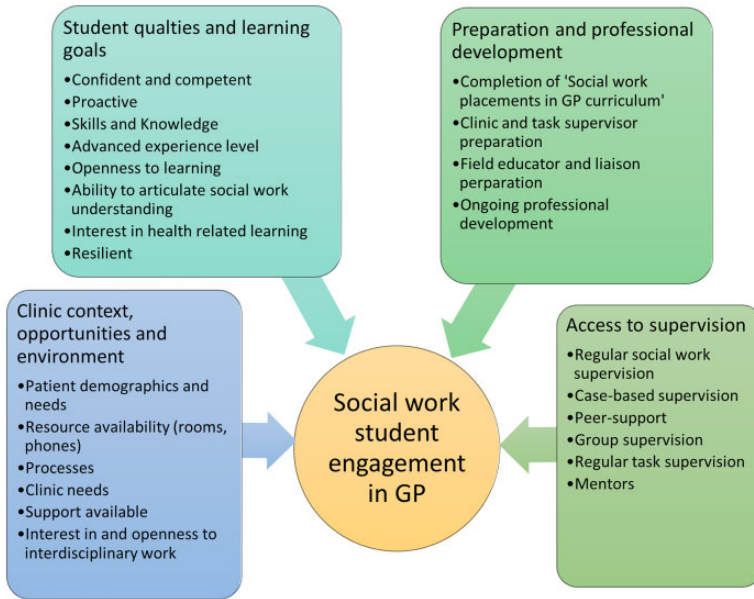 Student qualties and learning
goals
•Confident and competent
•Proactive
•Skills and Knowledge
•Advanced experience level
•Openness to learning
•Ability to articulate social work
understanding
•Interest in health related learning
•Resilient
Preparation and professional
development
•Completion of 'Social work
placements in GP curriculum'
•Clinic and task supervisor
preparation
•Field educator and liaison
perparation
•Ongoing professional
development
Clinic context,
opportunities and
environment
•Patient demographics and
needs
•Resource availability (rooms,
phones)
•Processes
•Clinic needs
•Support available
•Interest in and openness to
interdisciplinary work
Social work
student
engagement
in GP
Access to supervision
•Regular social work
supervision
•Case-based supervision
•Peer-support
•Group supervision
•Regular task supervision
•Mentors